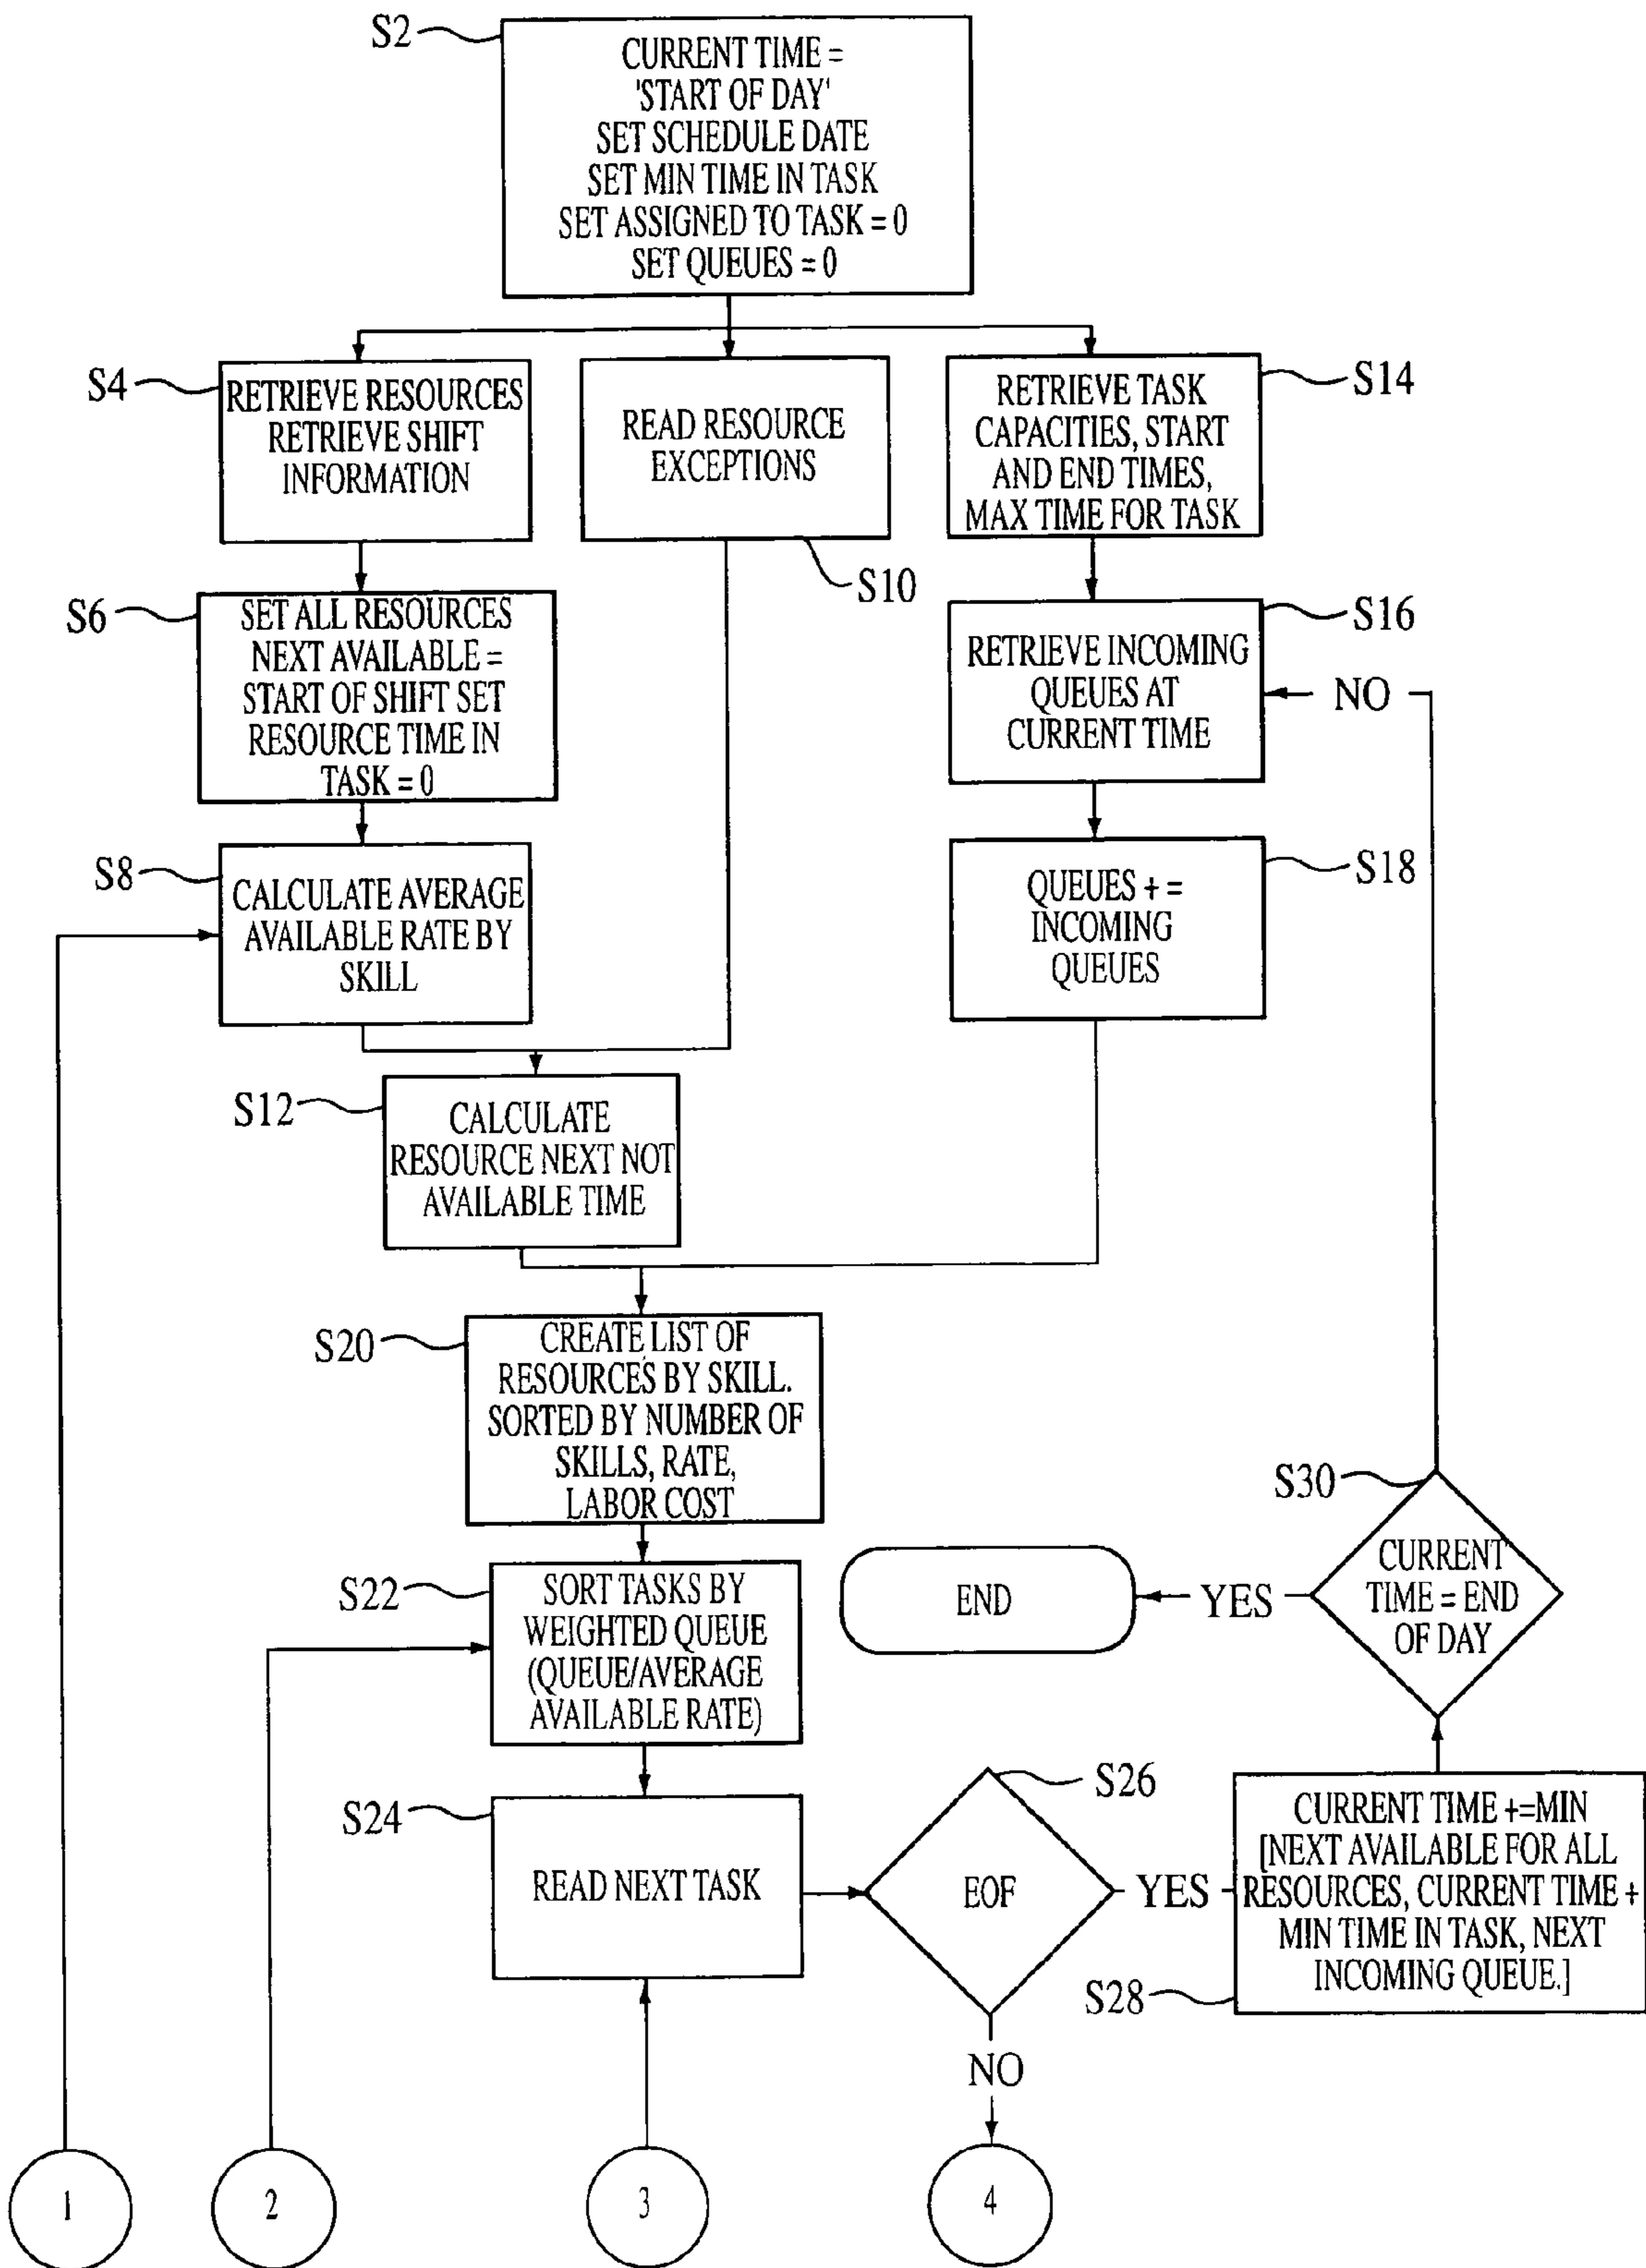 S2
CURRENT TIME =
'START OF DAY'
SET SCHEDULE DATE
SET MIN TIME IN TASK
SET ASSIGNED TO TASK = 0
SET QUEUES = 0
S4
RETRIEVE RESOURCES
RETRIEVE SHIFT
INFORMATION
READ RESOURCE
EXCEPTIONS
S10
RETRIEVE TASK
CAPACITIES, START
AND END TIMES,
MAX TIME FOR TASK
S14
S6
SET ALL RESOURCES
NEXT AVAILABLE =
START OF SHIFT SET
RESOURCE TIME IN
TASK = 0
RETRIEVE INCOMING
QUEUES AT
CURRENT TIME
S16
NO
S8
CALCULATE AVERAGE
AVAILABLE RATE BY
SKILL
QUEUES + =
INCOMING
QUEUES
S18
S12
CALCULATE
RESOURCE NEXT NOT
AVAILABLE TIME
S20
CREATE LIST OF
RESOURCES BY SKILL.
SORTED BY NUMBER OF
SKILLS, RATE,
LABOR COST
S30
CURRENT
TIME = END
OF DAY
YES
END
S22
SORT TASKS BY
WEIGHTED QUEUE
(QUEUE/AVERAGE
AVAILABLE RATE)
S24
READ NEXT TASK
S26
EOF
YES
CURRENT TIME +=MIN
[NEXT AVAILABLE FOR ALL
RESOURCES, CURRENT TIME +
MIN TIME IN TASK, NEXT
INCOMING QUEUE.]
S28
NO
1
2
3
4